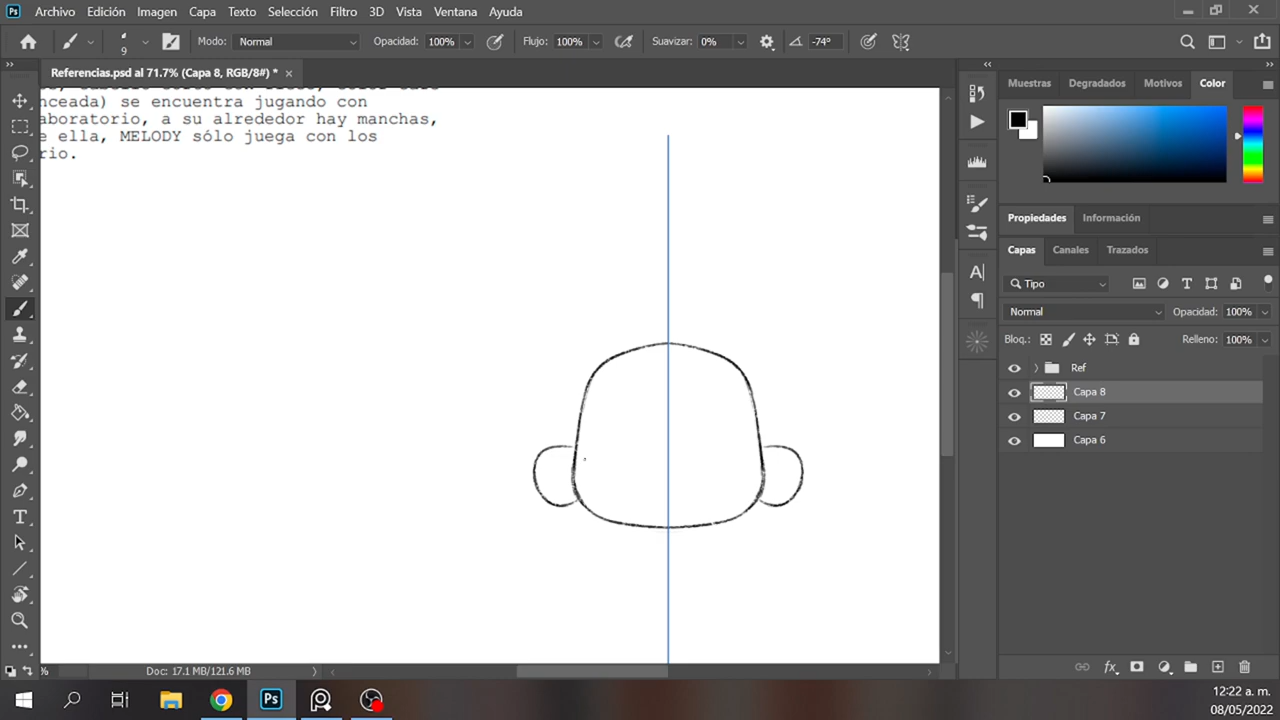 Ps Archivo Edición Imagen Capa Texto Selección Filtro 3D Vista Ventana Ayuda
9 Modo: Normal Opacidad: 100% Flujo: 100% Suavizar: 0% -74°
Referencias.psd al 71.7% (Capa 8, RGB/8#) * ×
nceada) se encuentra jugando con
aboratorio, a su alrededor hay manchas,
e ella, MELODY sólo juega con los
rio.
Muestras Degradados Motivos Color
Propiedades Información
Capas Canales Trazados
Tipo
Normal Opacidad: 100%
Bloq.: Relleno: 100%
Ref
Capa 8
Capa 7
Capa 6
% Doc: 17.1 MB/121.6 MB
Ps
12:22 a. m.
08/05/2022